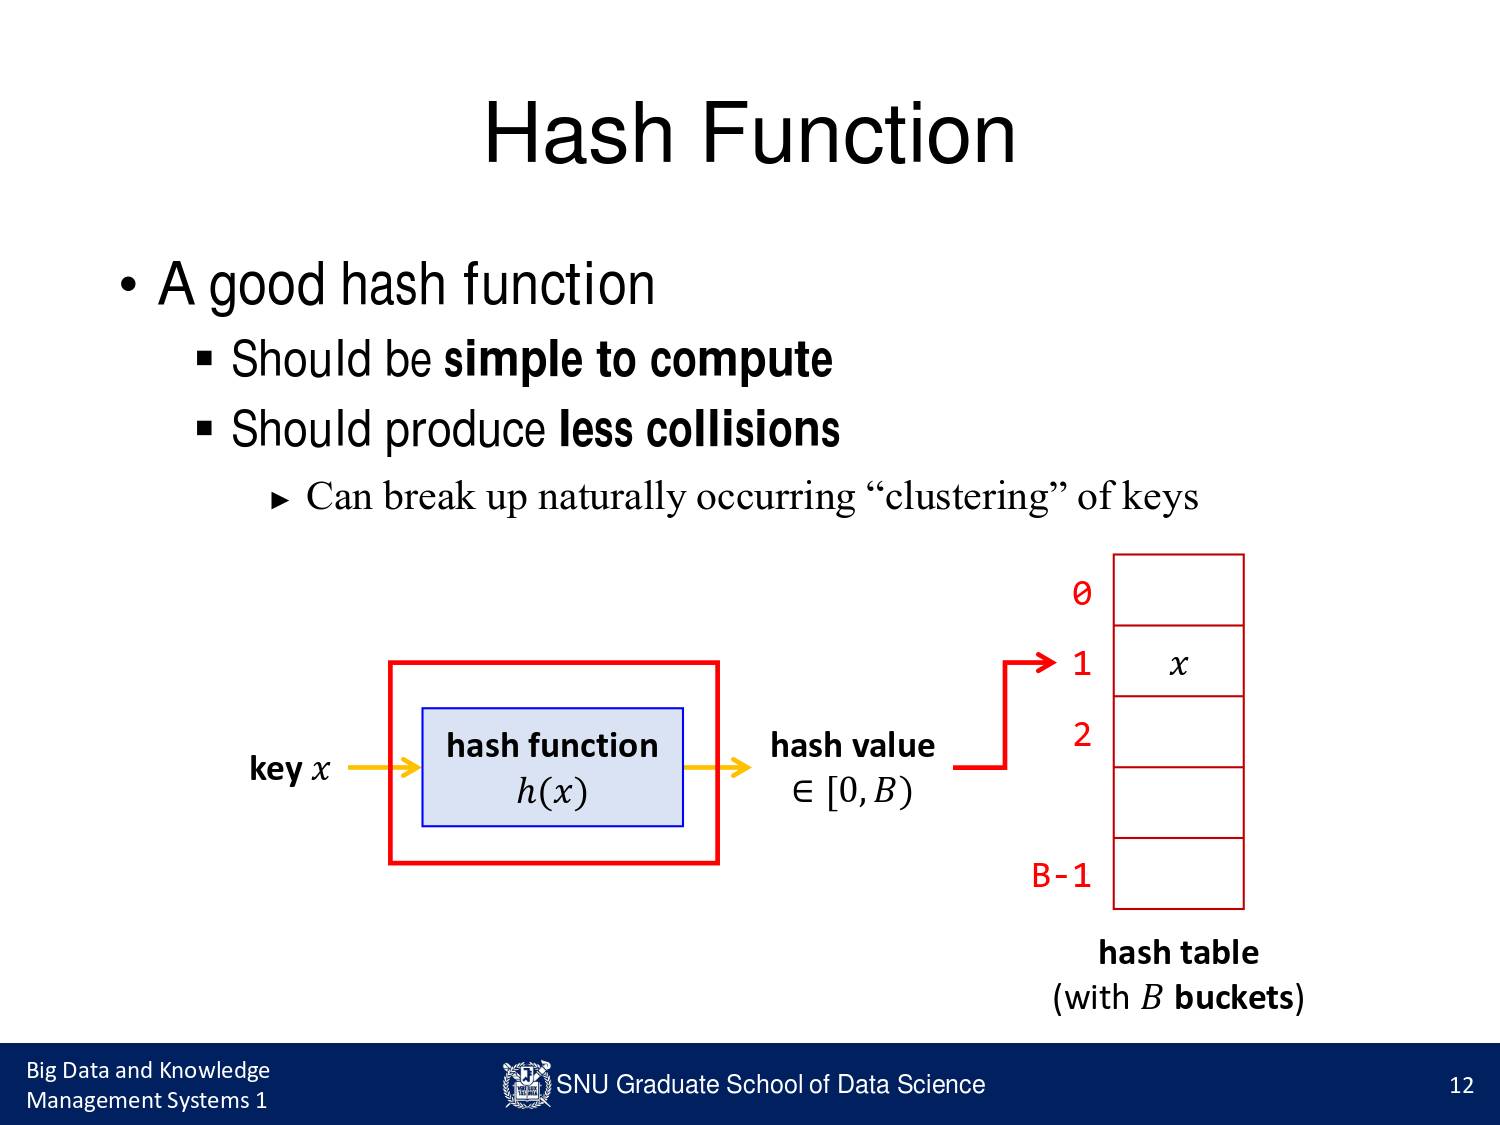 Hash Function
• A good hash function
▪ Should be simple to compute
▪ Should produce less collisions
► Can break up naturally occurring “clustering” of keys
key 𝑥
hash function
ℎ(𝑥)
hash value
∈ [0, 𝐵)
0
1
𝑥
2
B-1
hash table
(with 𝐵 buckets)
Big Data and Knowledge
Management Systems 1
SNU Graduate School of Data Science
12